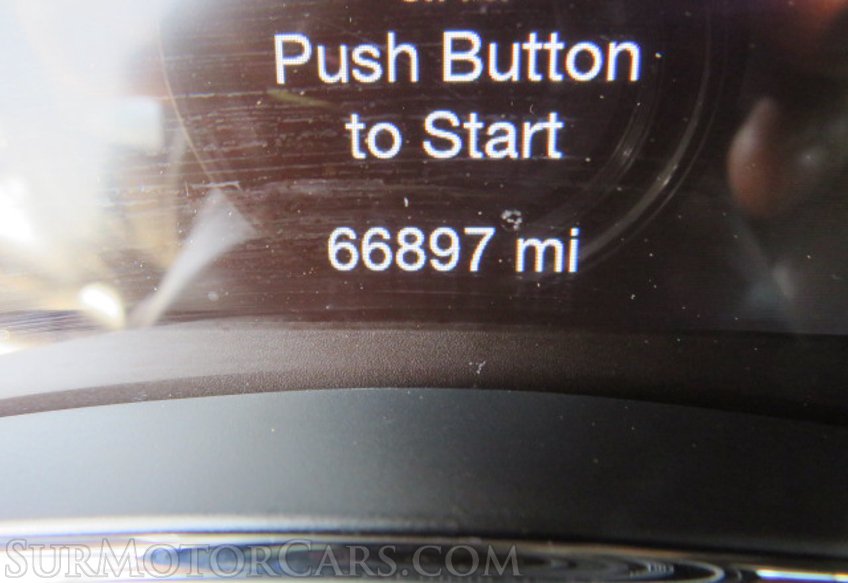 Push Button
to Start
66897 mi
SurMotorCars.com